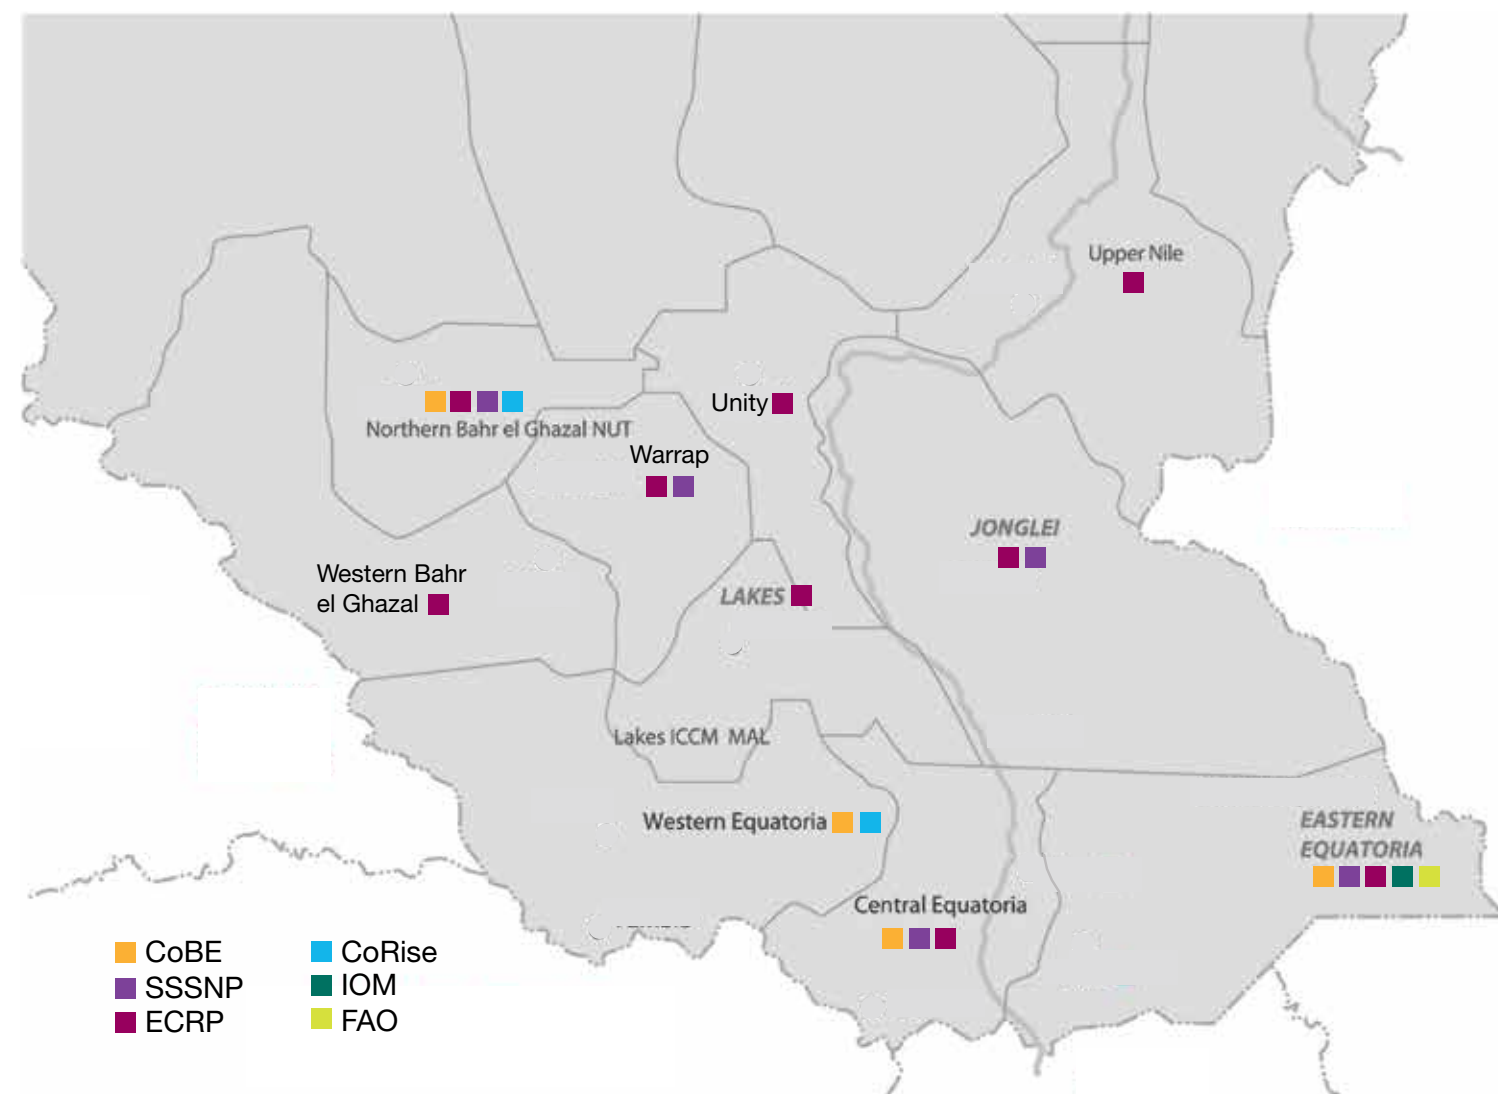 Upper Nile
Unity
Northern Bahr el Ghazal NUT
Warrap
JONGLEI
Western Bahr
el Ghazal
LAKES
Lakes ICCM MAL
Western Equatoria
EASTERN
EQUATORIA
Central Equatoria
CoBE
SSSNP
ECRP
CoRise
IOM
FAO